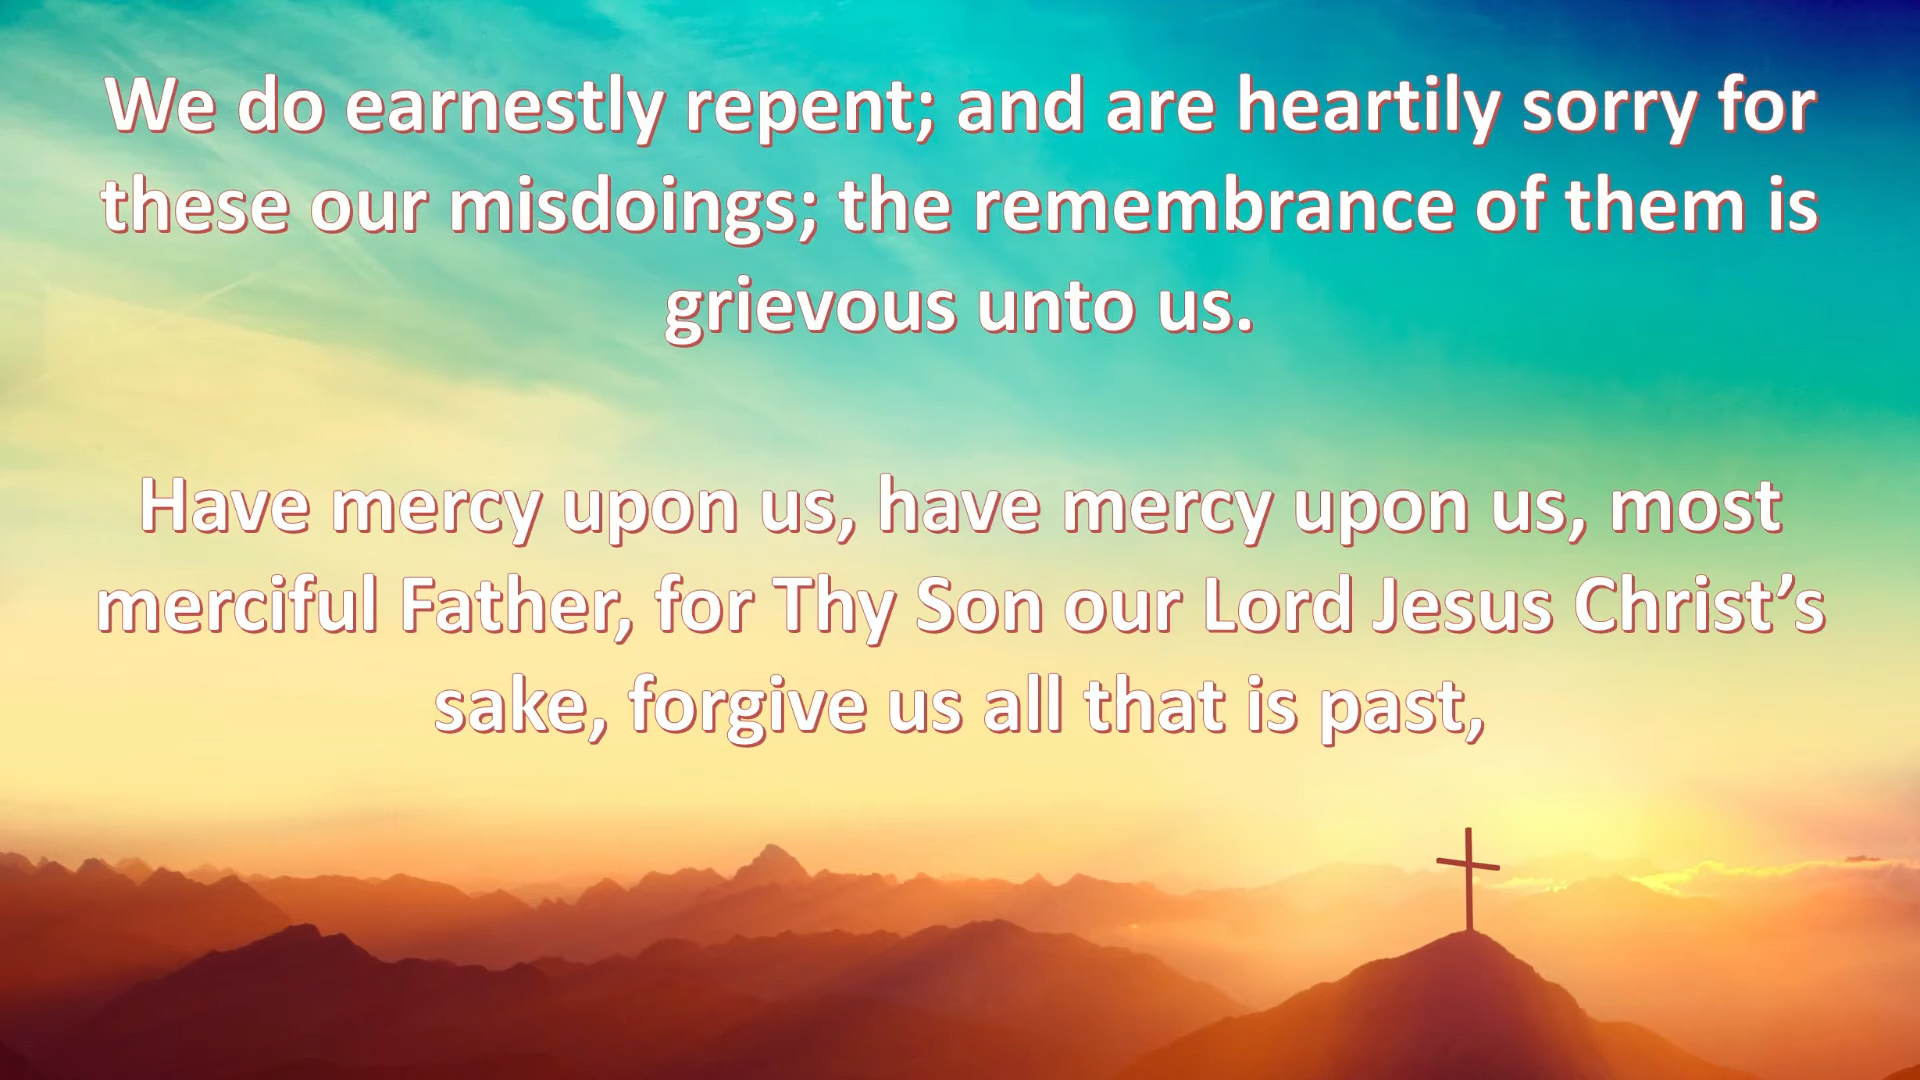 We do earnestly repent; and are heartily sorry for
these our misdoings; the remembrance of them is
grievous unto us.
Have mercy upon us, have mercy upon us, most
merciful Father, for Thy Son our Lord Jesus Christ’s
sake, forgive us all that is past,